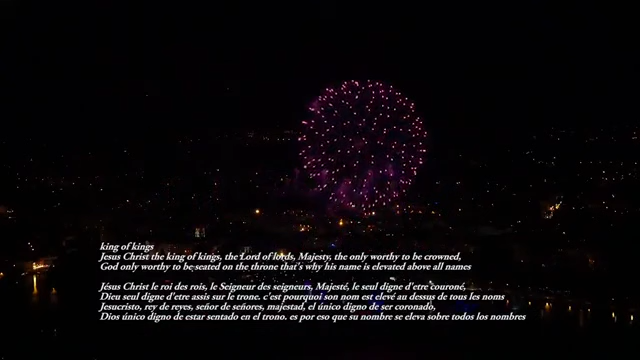 king of kings
Jesus Christ the king of kings, the Lord of lords, Majesty, the only worthy to be crowned,
God only worthy to be seated on the throne that's why his name is elevated above all names
Jésus Christ le roi des rois, le Seigneur des seigneurs, Majesté, le seul digne d'etre couroné,
Dieu seul digne d'etre assis sur le trone. c'est pourquoi son nom est elevé au dessus de tous les noms
Jesucristo, rey de reyes, señor de señores, majestad, el único digno de ser coronado,
Dios único digno de estar sentado en el trono. es por eso que su nombre se eleva sobre todos los nombres